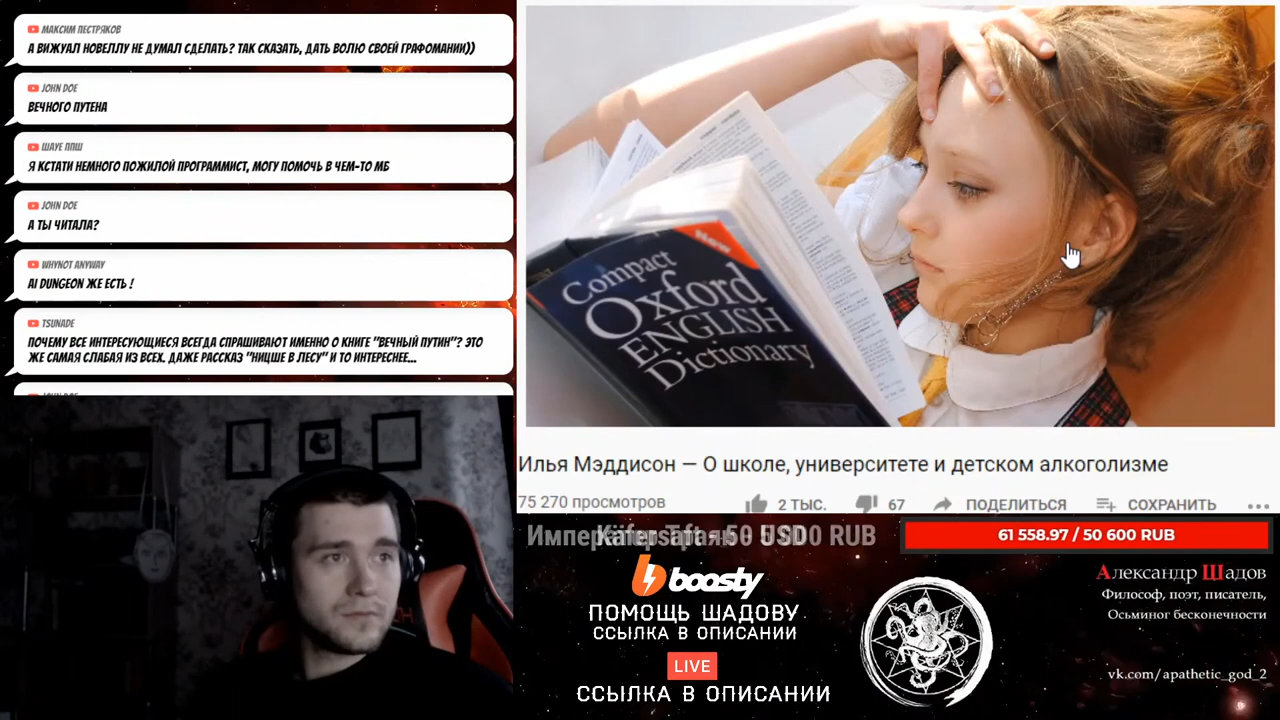 МАКСИМ ПЕСТРЯКОВ
А ВИЖУАЛ НОВЕЛЛУ НЕ ДУМАЛ СДЕЛАТЬ? ТАК СКАЗАТЬ, ДАТЬ ВОЛЮ СВОЕЙ ГРАФОМАНИИ))
JOHN DOE
ВЕЧНОГО ПУТЕНА
ШАУЕ ППШ
Я КСТАТИ НЕМНОГО ПОЖИЛОЙ ПРОГРАММИСТ, МОГУ ПОМОЧЬ В ЧЕМ-ТО МБ
JOHN DOE
А ТЫ ЧИТАЛА?
WHYNOT ANYWAY
AI DUNGEON ЖЕ ЕСТЬ !
TSUNADE
ПОЧЕМУ ВСЕ ИНТЕРЕСУЮЩИЕСЯ ВСЕГДА СПРАШИВАЮТ ИМЕННО О КНИГЕ "ВЕЧНЫЙ ПУТИН"? ЭТО
ЖЕ САМАЯ СЛАБАЯ ИЗ ВСЕХ. ДАЖЕ РАССКАЗ "НИЦШЕ В ЛЕСУ" И ТО ИНТЕРЕСНЕЕ...
New
Compact
Oxford
ENGLISH
Dictionary
Илья Мэддисон — О школе, университете и детском алкоголизме
75 270 просмотров
2 ТЫС.
67
ПОДЕЛИТЬСЯ
СОХРАНИТЬ
61 558.97 / 50 600 RUB
boosty
ПОМОЩЬ ШАДОВУ
ССЫЛКА В ОПИСАНИИ
LIVE
ССЫЛКА В ОПИСАНИИ
Александр Шадов
Философ, поэт, писатель,
Осьминог бесконечности
vk.com/apathetic_god_2